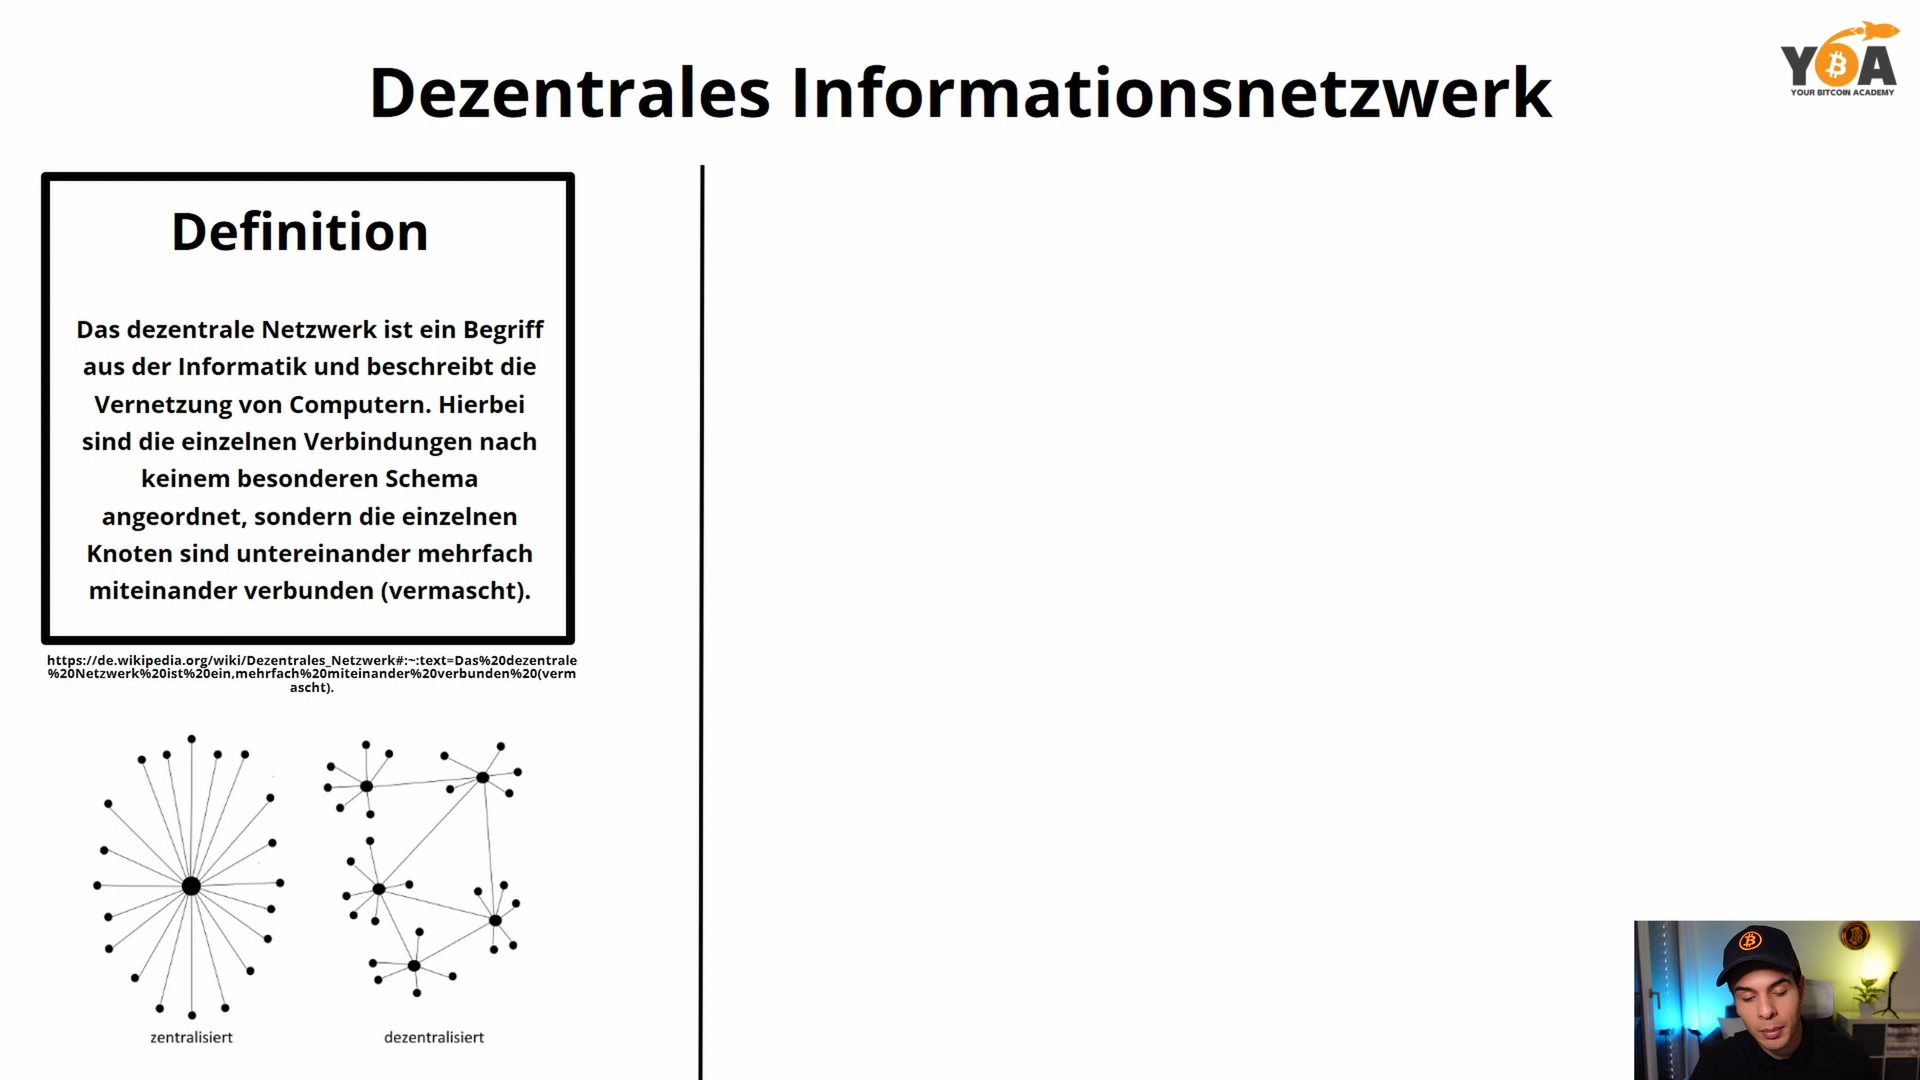 Dezentrales Informationsnetzwerk
YBA
YOUR BITCOIN ACADEMY
Definition
Das dezentrale Netzwerk ist ein Begriff
aus der Informatik und beschreibt die
Vernetzung von Computern. Hierbei
sind die einzelnen Verbindungen nach
keinem besonderen Schema
angeordnet, sondern die einzelnen
Knoten sind untereinander mehrfach
miteinander verbunden (vermascht).
https://de.wikipedia.org/wiki/Dezentrales_Netzwerk#:~:text=Das%20dezentrale
%20Netzwerk%20ist%20ein,mehrfach%20miteinander%20verbunden%20(verm
ascht).
zentralisiert
dezentralisiert